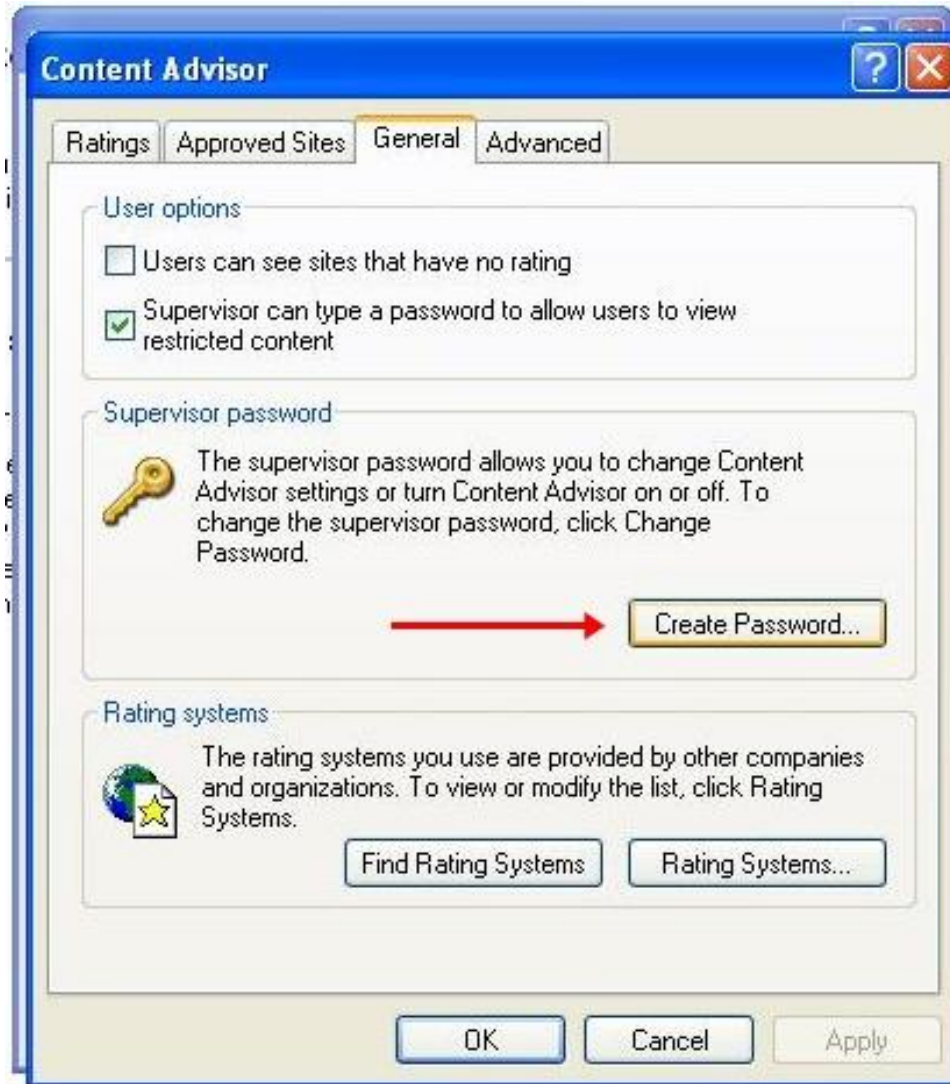 Content Advisor
Ratings Approved Sites General Advanced
User options
Users can see sites that have no rating
Supervisor can type a password to allow users to view
restricted content
Supervisor password
The supervisor password allows you to change Content
Advisor settings or turn Content Advisor on or off. To
change the supervisor password, click Change
Password.
Create Password...
Rating systems
The rating systems you use are provided by other companies
and organizations. To view or modify the list, click Rating
Systems.
Find Rating Systems Rating Systems...
OK Cancel Apply